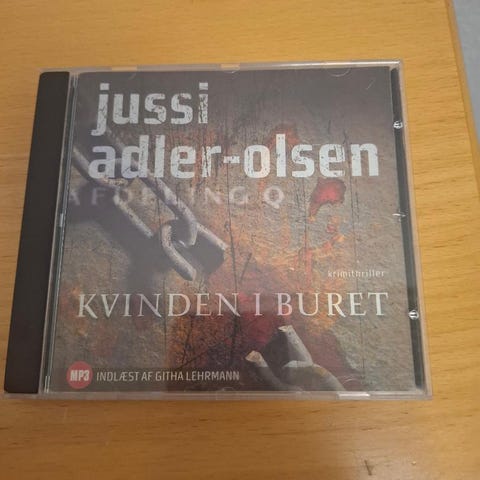 jussi
adler-olsen
AFDELING Q
krimithriller
KVINDEN I BURET
MP3 INDLÆST AF GITHA LEHRMANN